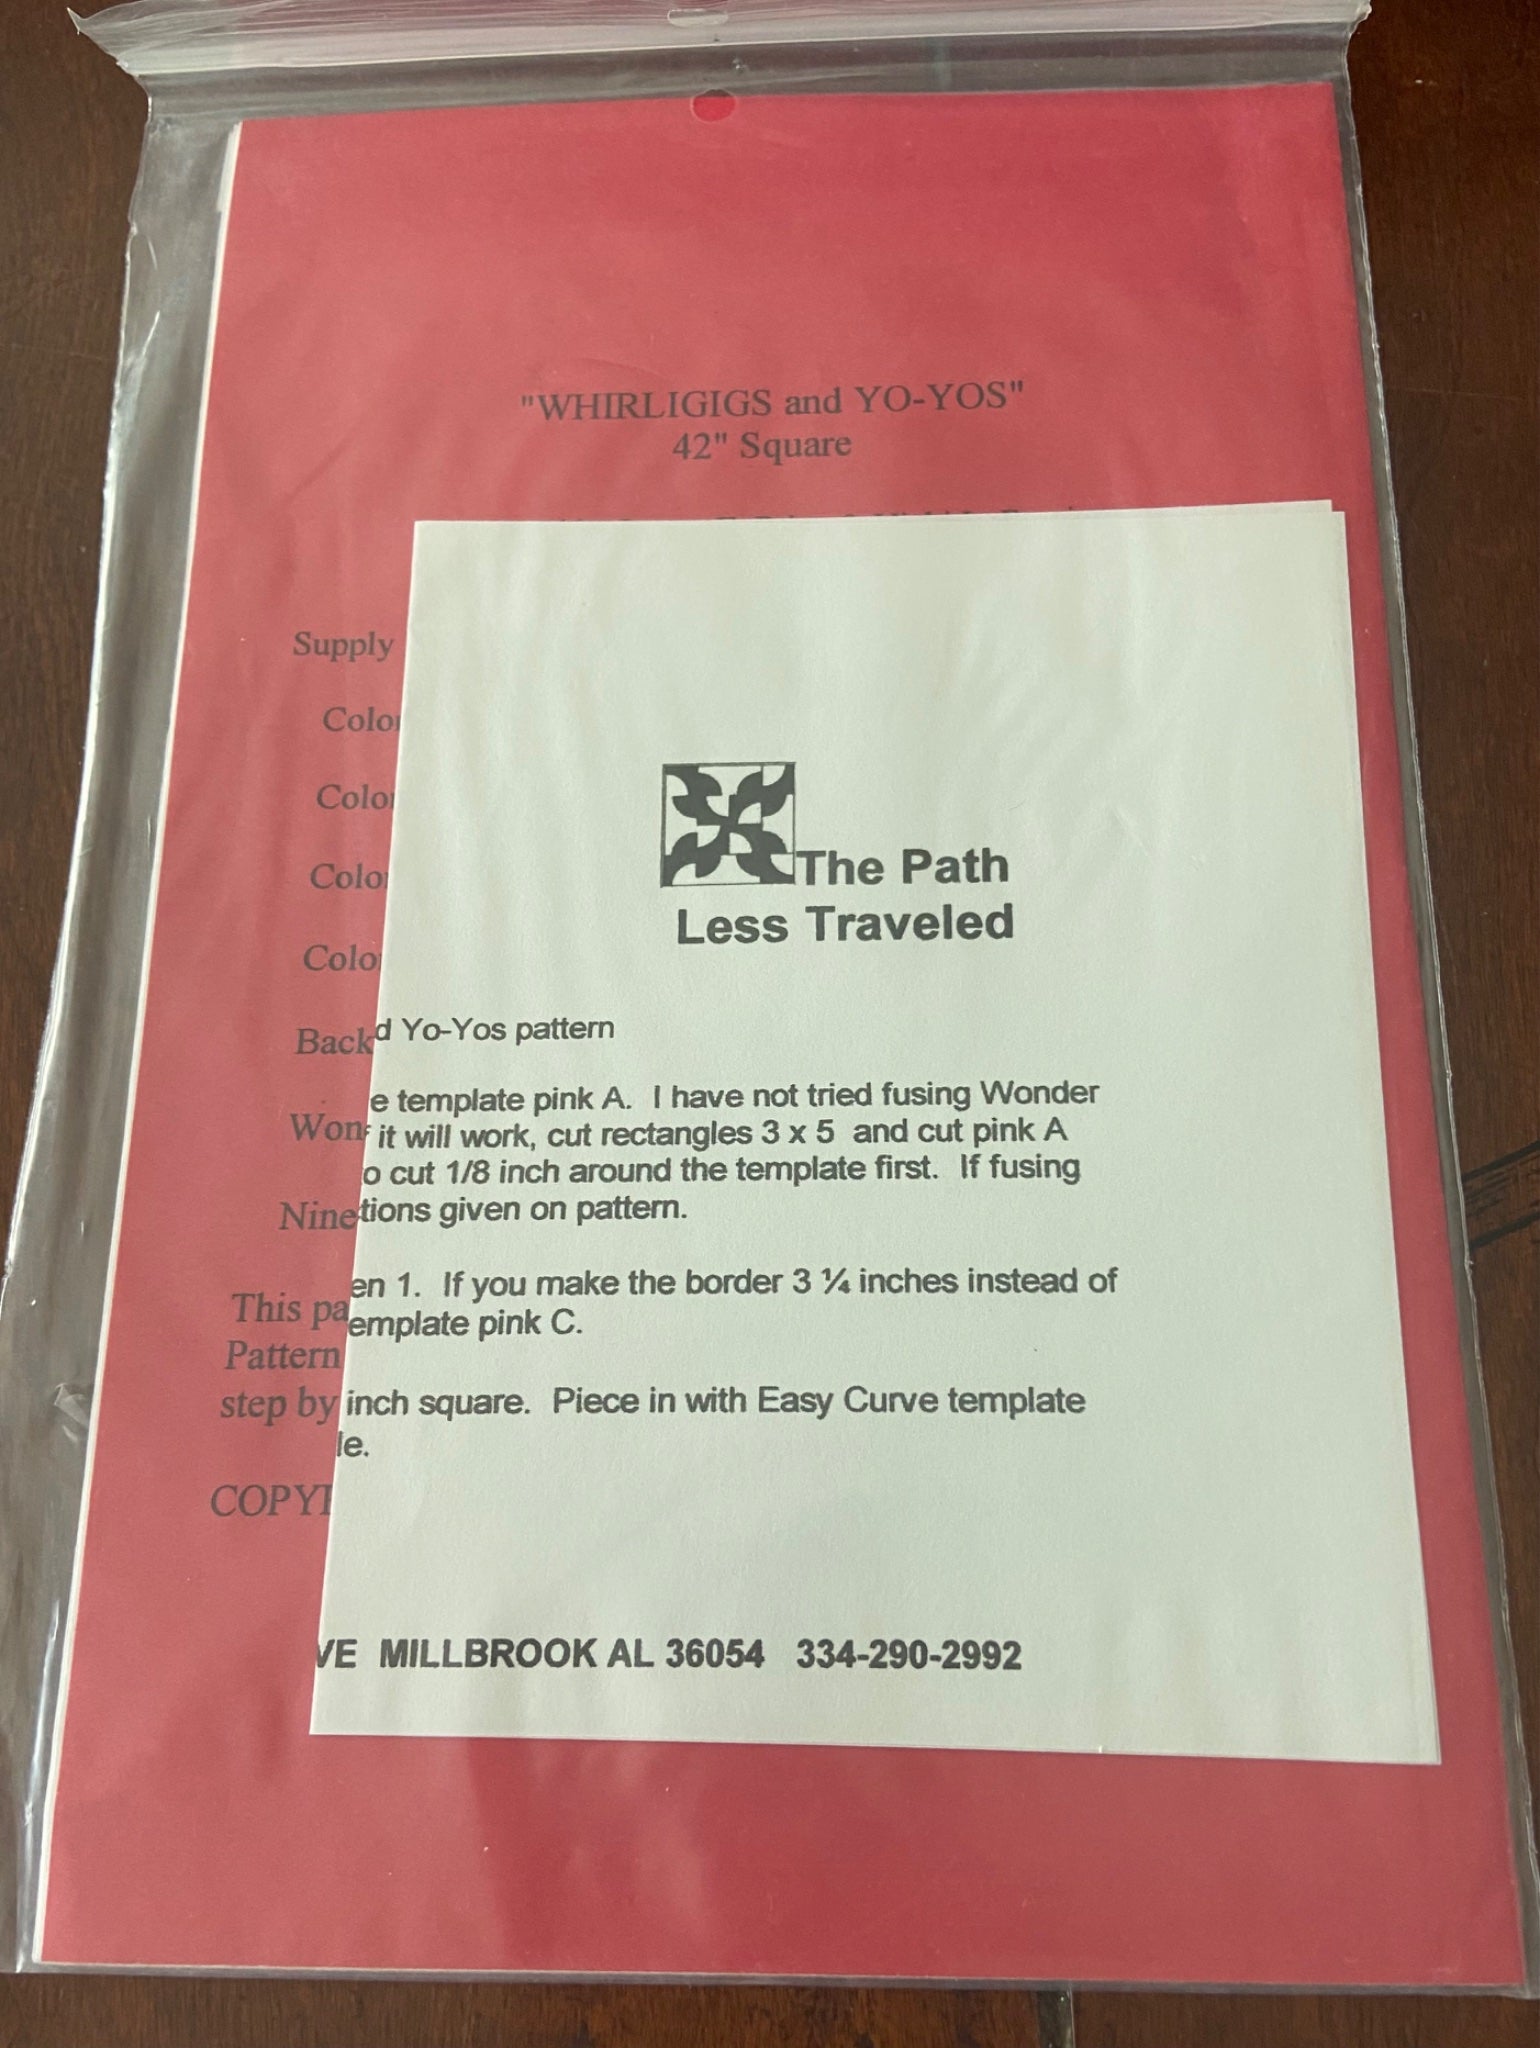 "WHIRLIGIGS and YO-YOS"
42" Square
Supply
Color
Color
Color
Color
Back
Won
Nine
This pa
Pattern
step by
COPY
The Path
Less Traveled
d Yo-Yos pattern
e template pink A. I have not tried fusing Wonder
it will work, cut rectangles 3 x 5 and cut pink A
o cut 1/8 inch around the template first. If fusing
tions given on pattern.
en 1. If you make the border 3 ¼ inches instead of
emplate pink C.
inch square. Piece in with Easy Curve template
le.
VE MILLBROOK AL 36054 334-290-2992